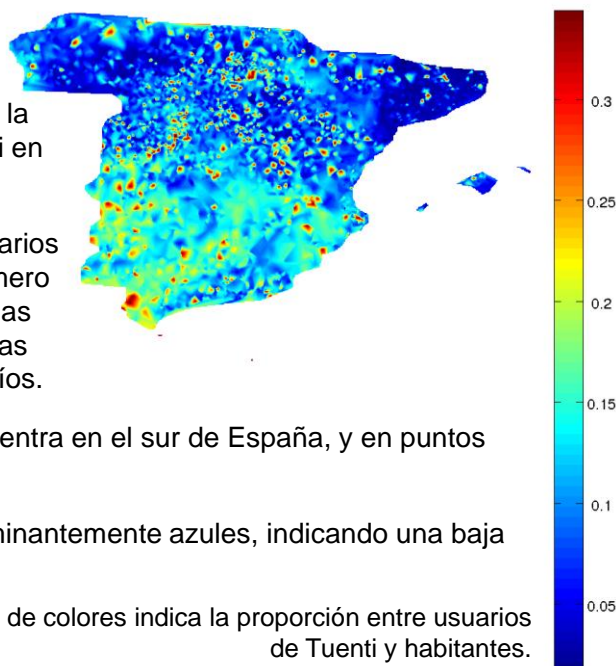 la
i en
arios
nero
as
as
íos.
entra en el sur de España, y en puntos
ninantemente azules, indicando una baja
de colores indica la proporción entre usuarios
de Tuenti y habitantes.
0.3
0.25
0.2
0.15
0.1
0.05